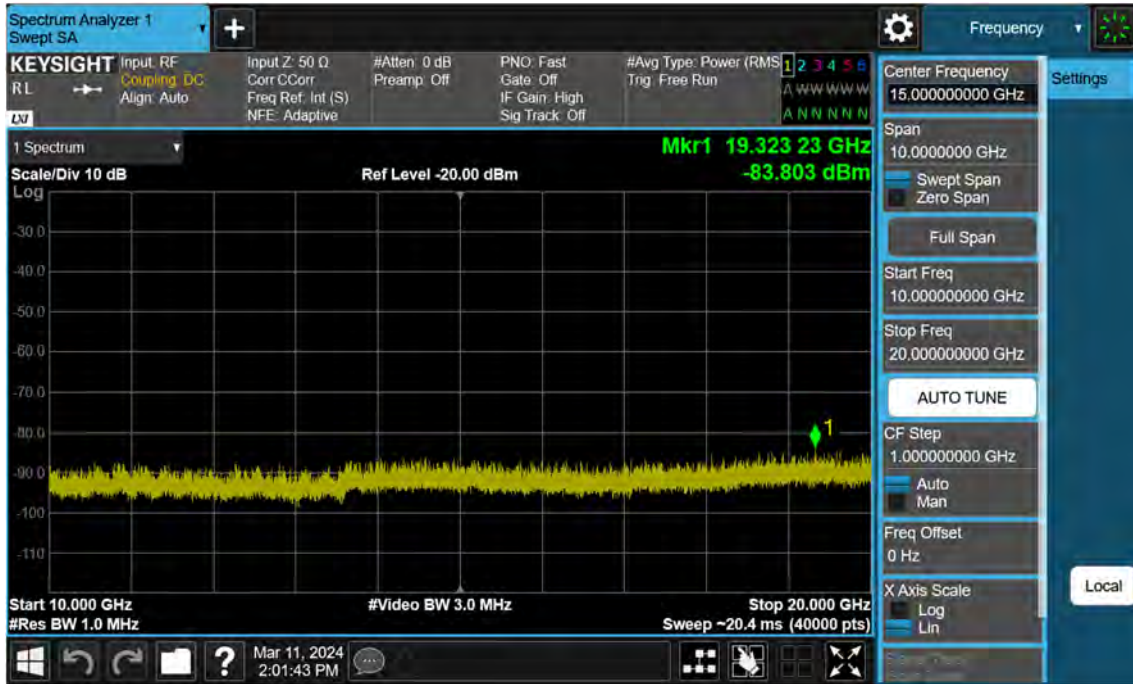 Spectrum Analyzer 1
Swept SA
Frequency
KEYSIGHT
RL
LXI
Input: RF
Coupling: DC
Align: Auto
Input Z: 50 Ω
Corr CCorr
Freq Ref: Int (S)
NFE: Adaptive
#Atten: 0 dB
Preamp: Off
PNO: Fast
Gate: Off
IF Gain: High
Sig Track: Off
#Avg Type: Power (RMS
Trig: Free Run
1 2 3 4 5 6
A W W W W W
A N N N N N
1 Spectrum
Scale/Div 10 dB
Ref Level -20.00 dBm
Mkr1 19.323 23 GHz
-83.803 dBm
Log
-30.0
-40.0
-50.0
-60.0
-70.0
-80.0
-90.0
-100
-110
1
Start 10.000 GHz
#Video BW 3.0 MHz
Stop 20.000 GHz
#Res BW 1.0 MHz
Sweep ~20.4 ms (40000 pts)
Center Frequency
15.000000000 GHz
Settings
Span
10.0000000 GHz
Swept Span
Zero Span
Full Span
Start Freq
10.000000000 GHz
Stop Freq
20.000000000 GHz
AUTO TUNE
CF Step
1.000000000 GHz
Auto
Man
Freq Offset
0 Hz
X Axis Scale
Log
Lin
Local
?
Mar 11, 2024
2:01:43 PM